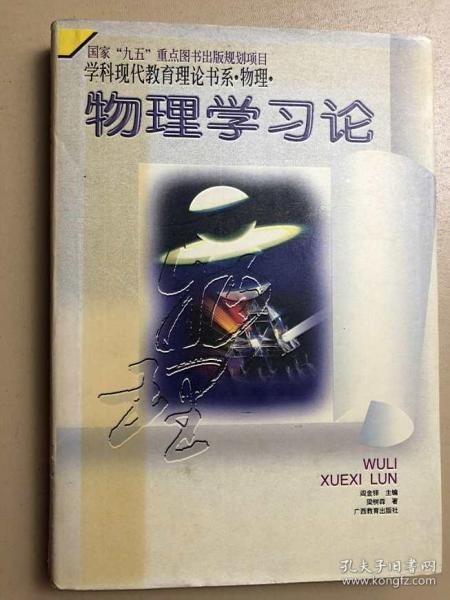 国家“九五”重点图书出版规划项目
学科现代教育理论书系·物理·
物理学习论
物理
WULI
XUEXI LUN
阎金铎 主编
梁树森 著
广西教育出版社
孔夫子旧书网
www.kongfz.com